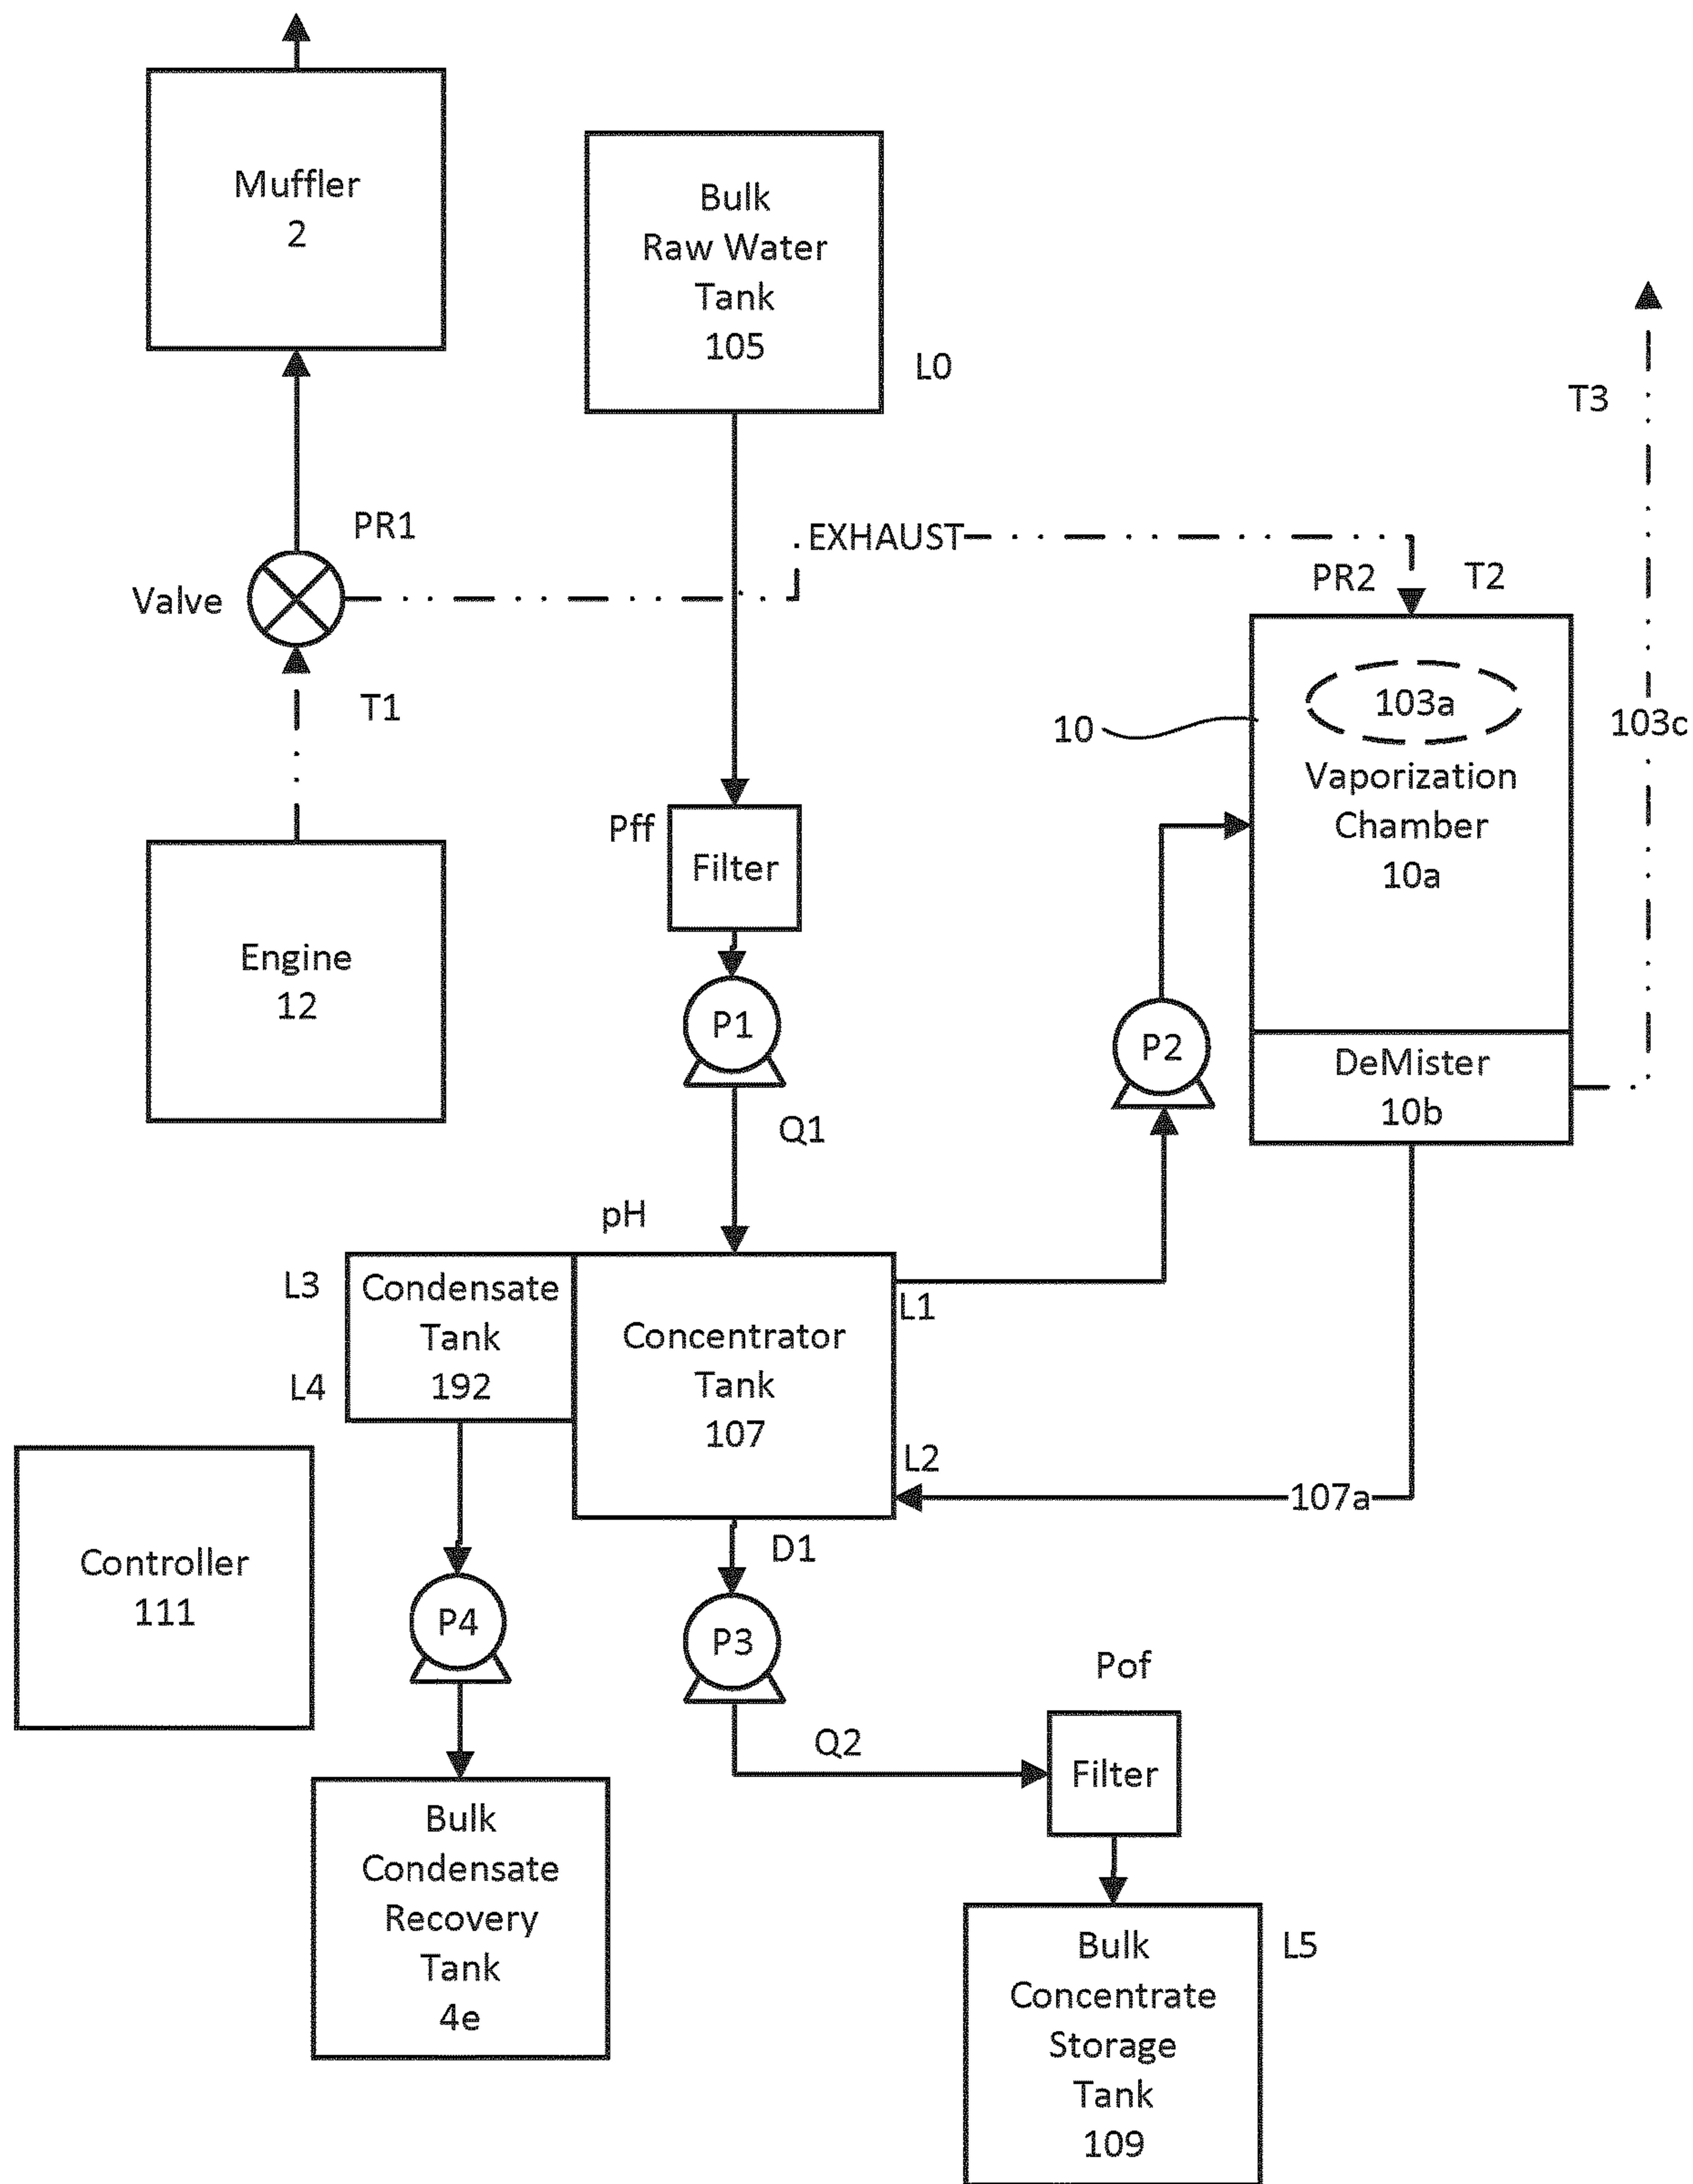 Muffler
2
Bulk
Raw Water
Tank
105
L0
T3
PR1
EXHAUST
Valve
PR2
T2
T1
103a
10
103c
Vaporization
Chamber
10a
Pff
Filter
Engine
12
P1
P2
DeMister
10b
Q1
pH
L3
Condensate
Tank
192
L4
Concentrator
Tank
107
L1
L2
107a
Controller
111
D1
P4
P3
Pof
Q2
Filter
Bulk
Condensate
Recovery
Tank
4e
Bulk
Concentrate
Storage
Tank
109
L5